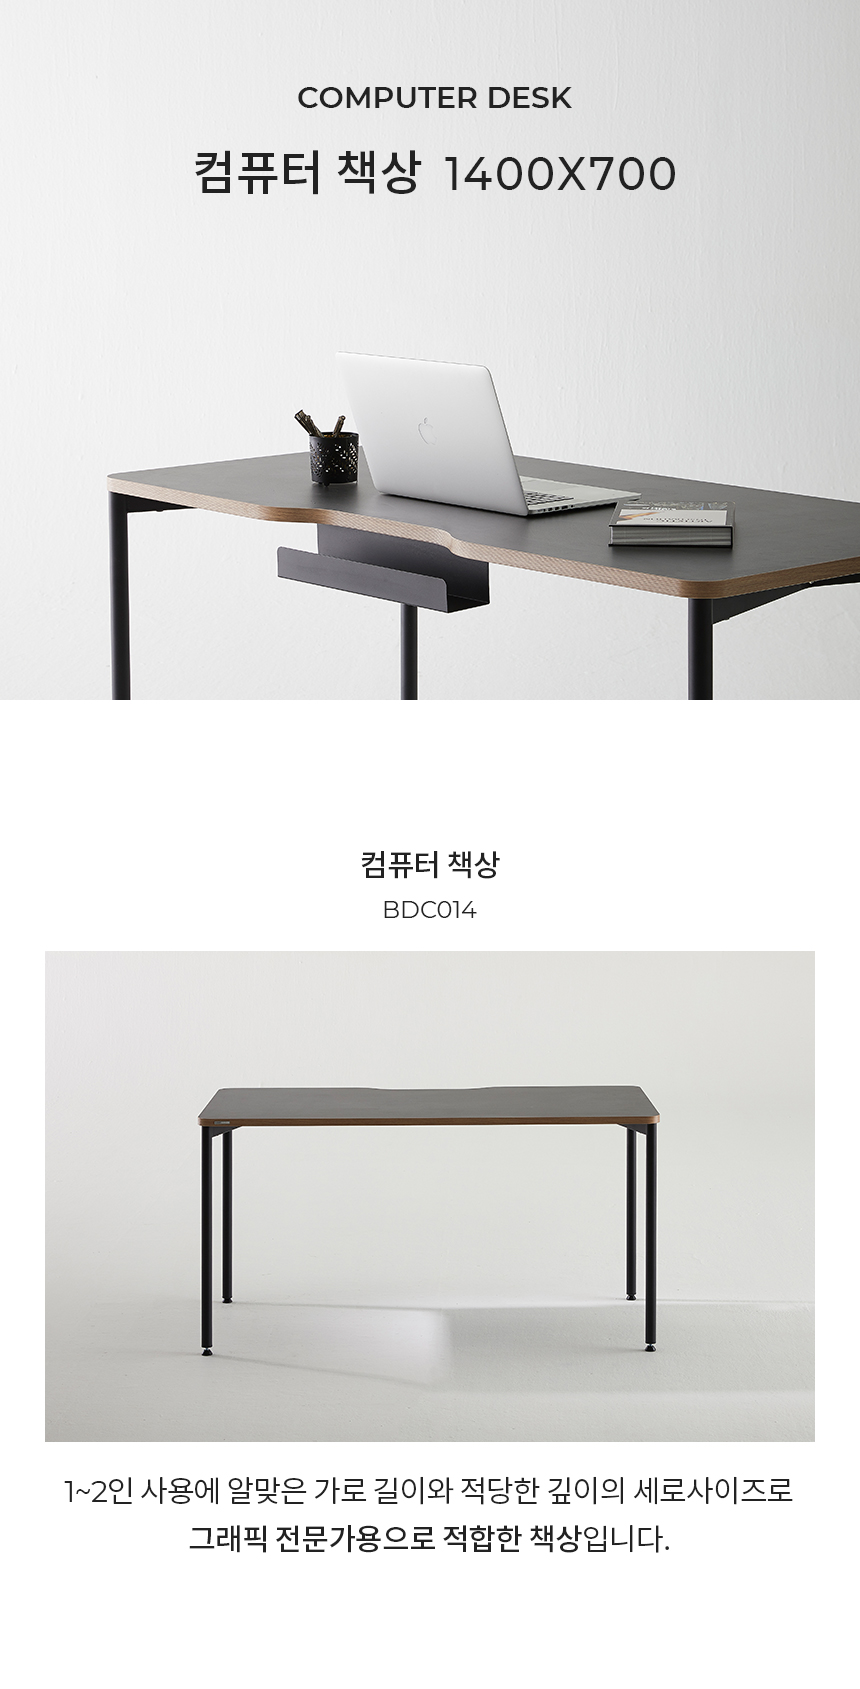 COMPUTER DESK
컴퓨터 책상 1400X700
컴퓨터 책상
BDC014
1~2인 사용에 알맞은 가로 길이와 적당한 깊이의 세로사이즈로
그래픽 전문가용으로 적합한 책상입니다.